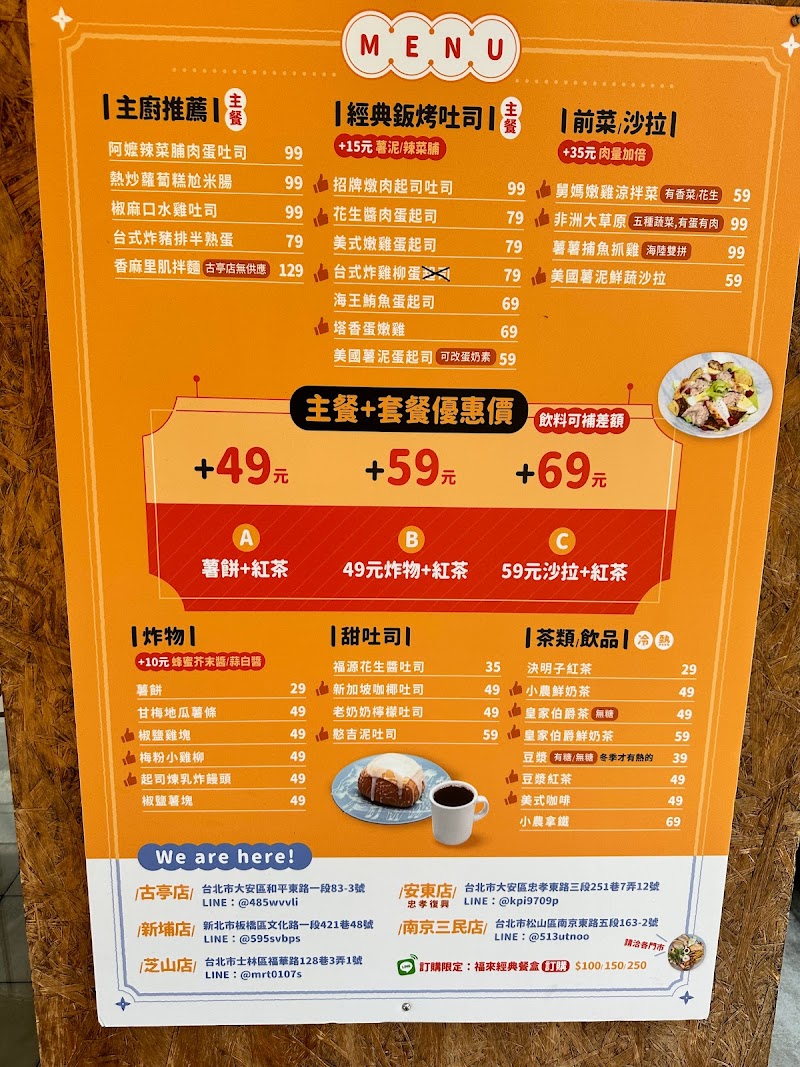 MENU
主廚推薦 主餐
阿嬤辣菜脯肉蛋吐司 99
熱炒蘿蔔糕尬米腸 99
椒麻口水雞吐司 99
台式炸豬排半熟蛋 79
香麻里肌拌麵 古亭店無供應 129
經典鈑烤吐司 主餐
+15元 薯泥/辣菜脯
招牌燉肉起司吐司 99
花生醬肉蛋起司 79
美式嫩雞蛋起司 79
台式炸雞柳蛋 79
海王鮪魚蛋起司 69
塔香蛋嫩雞 69
美國薯泥蛋起司 可改蛋奶素 59
前菜/沙拉
+35元 肉量加倍
舅媽嫩雞涼拌菜 有香菜/花生 59
非洲大草原 五種蔬菜,有蛋有肉 99
薯薯捕魚抓雞 海陸雙拼 99
美國薯泥鮮蔬沙拉 59
主餐+套餐優惠價 飲料可補差額
+49元 +59元 +69元
A B C
薯餅+紅茶 49元炸物+紅茶 59元沙拉+紅茶
炸物
+10元 蜂蜜芥末醬/蒜白醬
薯餅 29
甘梅地瓜薯條 49
椒鹽雞塊 49
梅粉小雞柳 49
起司煉乳炸饅頭 49
椒鹽薯塊 49
甜吐司
福源花生醬吐司 35
新加坡咖椰吐司 49
老奶奶檸檬吐司 49
憨吉泥吐司 59
茶類/飲品 冷 熱
決明子紅茶 29
小農鮮奶茶 49
皇家伯爵茶 無糖 49
皇家伯爵鮮奶茶 59
豆漿 有糖/無糖 冬季才有熱的 39
豆漿紅茶 49
美式咖啡 49
小農拿鐵 69
We are here!
/古亭店/ 台北市大安區和平東路一段83-3號
LINE：@485wvvli
/新埔店/ 新北市板橋區文化路一段421巷48號
LINE：@595svbps
/芝山店/ 台北市士林區福華路128巷3弄1號
LINE：@mrt0107s
/安東店/ 台北市大安區忠孝東路三段251巷7弄12號
忠孝復興 LINE：@kpi9709p
/南京三民店/ 台北市松山區南京東路五段163-2號
LINE：@513utnoo
請洽各門市
LINE 訂購限定：福來經典餐盒 訂購 $100/150/250